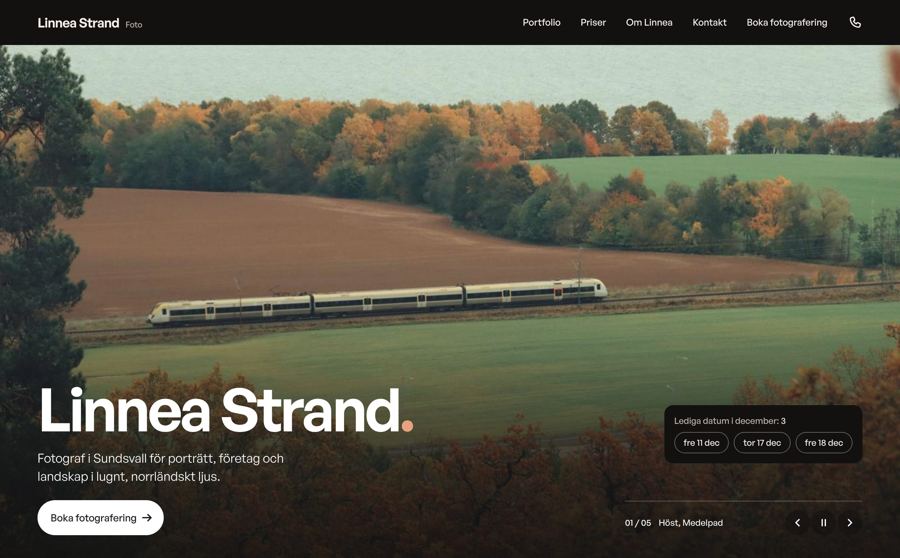 Linnea Strand Foto
Portfolio Priser Om Linnea Kontakt Boka fotografering
Linnea Strand.
Fotograf i Sundsvall för porträtt, företag och
landskap i lugnt, norrländskt ljus.
Boka fotografering
Lediga datum i december: 3
fre 11 dec tor 17 dec fre 18 dec
01 / 05 Höst, Medelpad